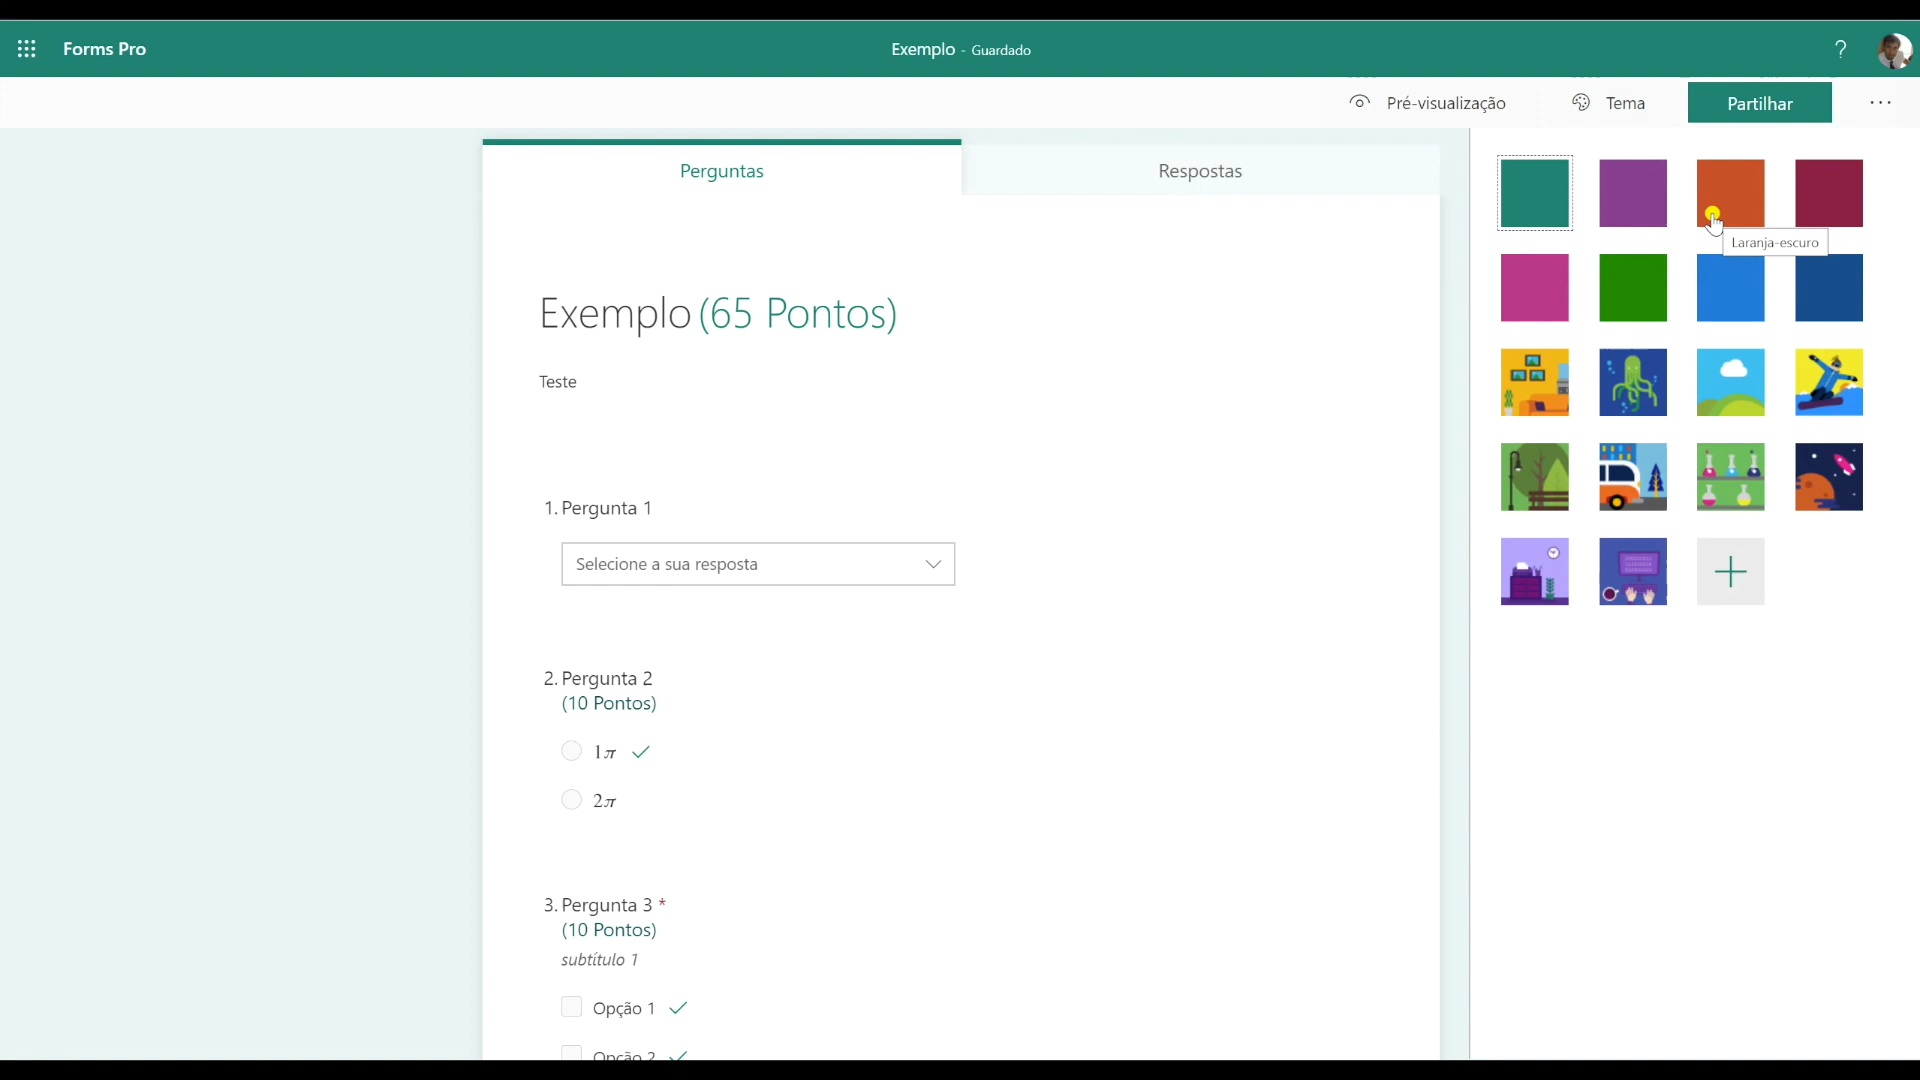 Forms Pro
Exemplo - Guardado
?
Pré-visualização
Tema
Partilhar
...
Perguntas
Respostas
Laranja-escuro
Exemplo (65 Pontos)
Teste
1. Pergunta 1
Selecione a sua resposta
2. Pergunta 2
(10 Pontos)
1π
2π
3. Pergunta 3 *
(10 Pontos)
subtítulo 1
Opção 1
Opção 2